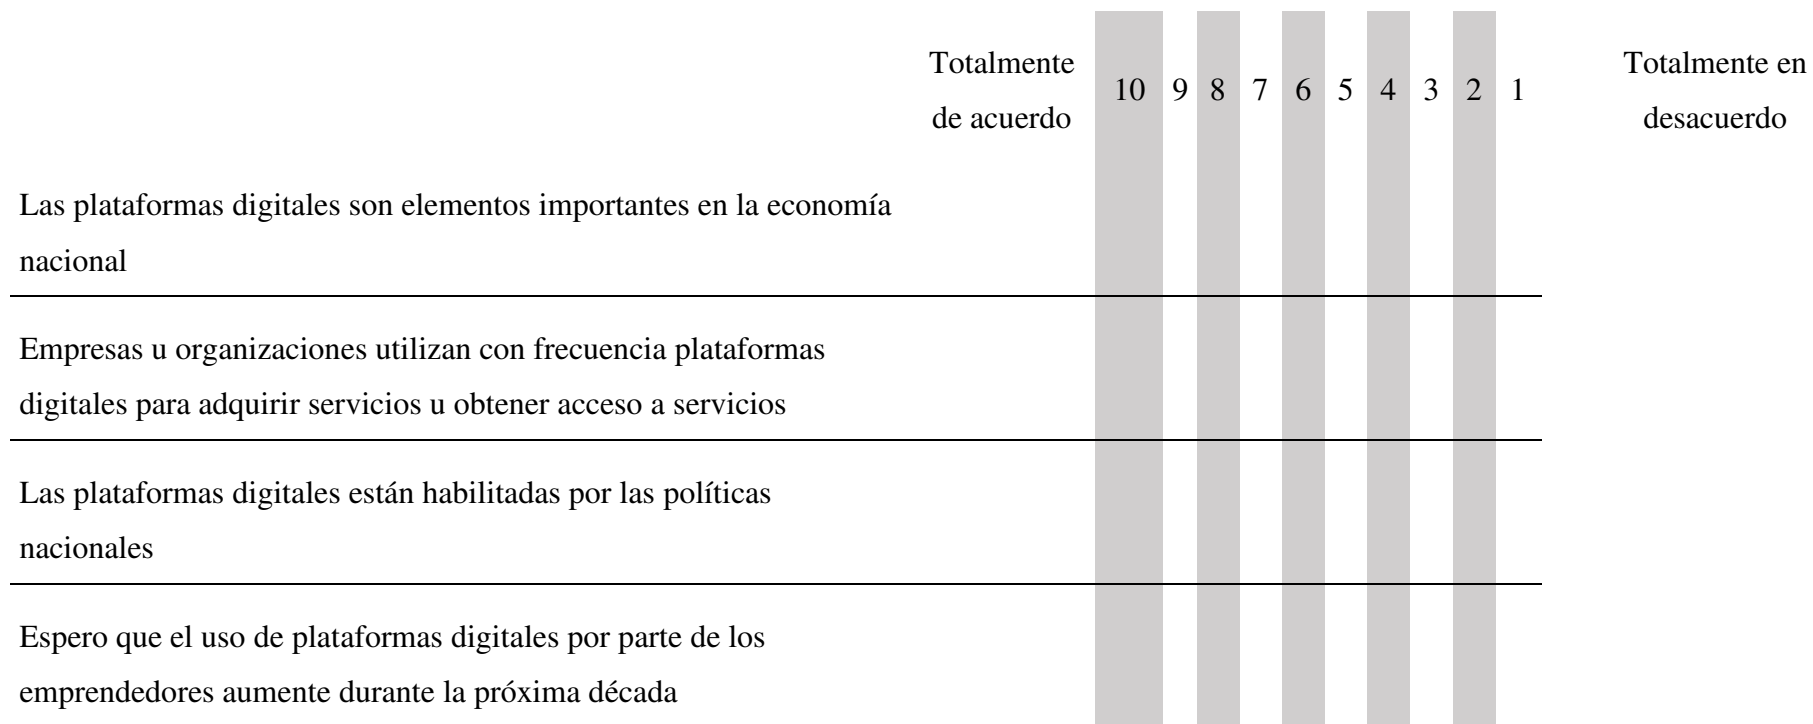 Totalmente de acuerdo 10 9 8 7 6 5 4 3 2 1 Totalmente en desacuerdo
Las plataformas digitales son elementos importantes en la economía
nacional
Empresas u organizaciones utilizan con frecuencia plataformas
digitales para adquirir servicios u obtener acceso a servicios
Las plataformas digitales están habilitadas por las políticas
nacionales
Espero que el uso de plataformas digitales por parte de los
emprendedores aumente durante la próxima década